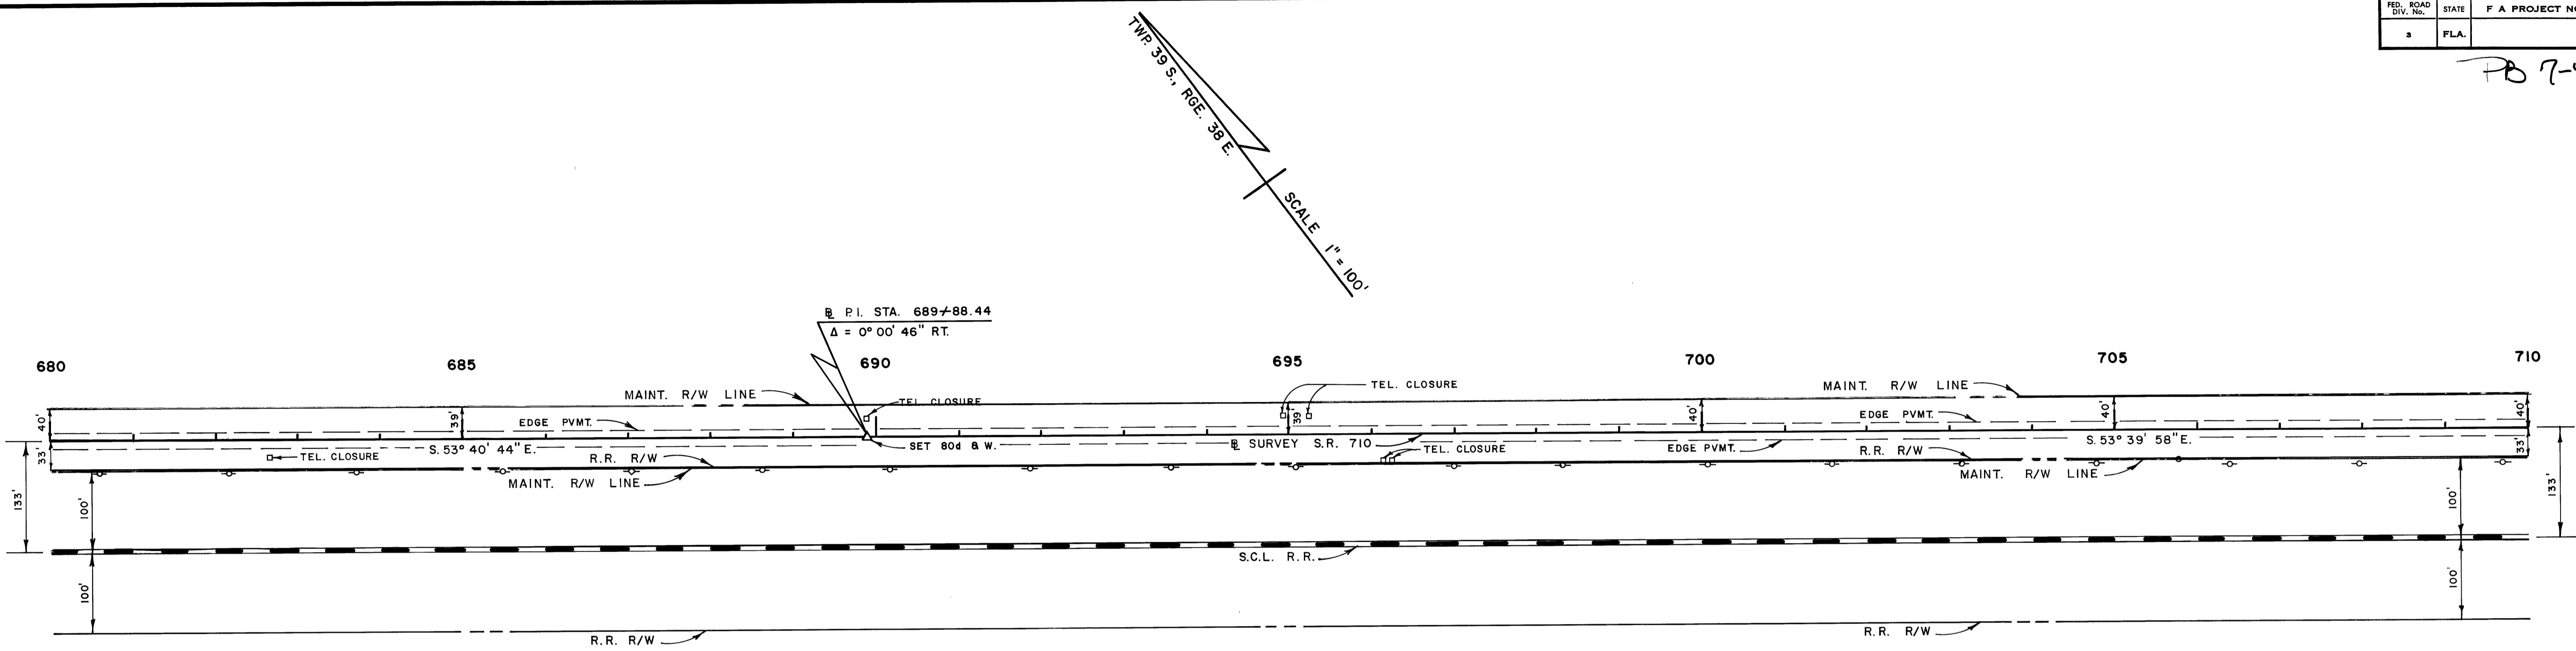 FED. ROAD DIV. No.
STATE
F A PROJECT NO
3
FLA.
PB 7-
TWP. 39 S., RGE. 38 E.
SCALE 1" = 100'
℄ P.I. STA. 689+88.44
Δ = 0° 00' 46" RT.
680
685
690
695
700
705
710
MAINT. R/W LINE
TEL. CLOSURE
TEL. CLOSURE
MAINT. R/W LINE
40'
39'
EDGE PVMT.
39'
40'
EDGE PVMT.
40'
40'
33'
S. 53° 40' 44" E.
TEL. CLOSURE
R.R. R/W
SET 80d & W.
℄ SURVEY S.R. 710
TEL. CLOSURE
EDGE PVMT.
R.R. R/W
S. 53° 39' 58" E.
33'
MAINT. R/W LINE
MAINT. R/W LINE
133'
100'
100'
133'
S.C.L. R.R.
100'
100'
R.R. R/W
R.R. R/W